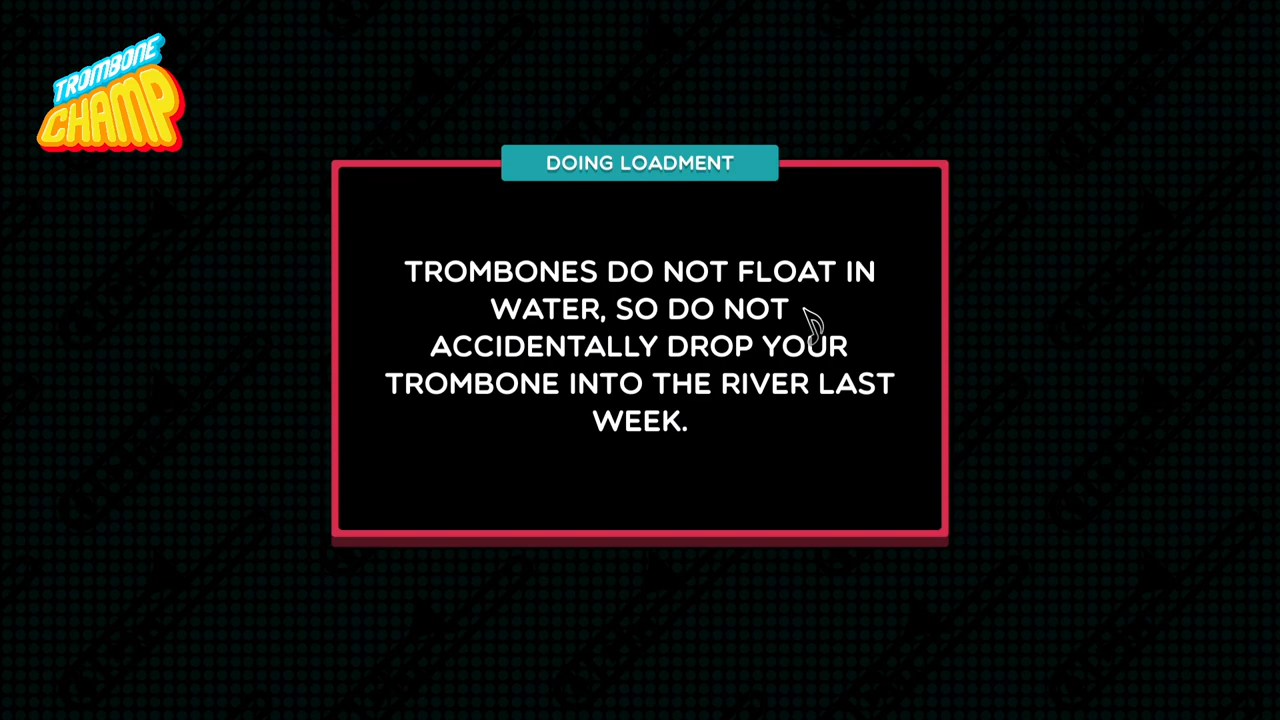 TROMBONE
CHAMP
DOING LOADMENT
TROMBONES DO NOT FLOAT IN
WATER, SO DO NOT
ACCIDENTALLY DROP YOUR
TROMBONE INTO THE RIVER LAST
WEEK.